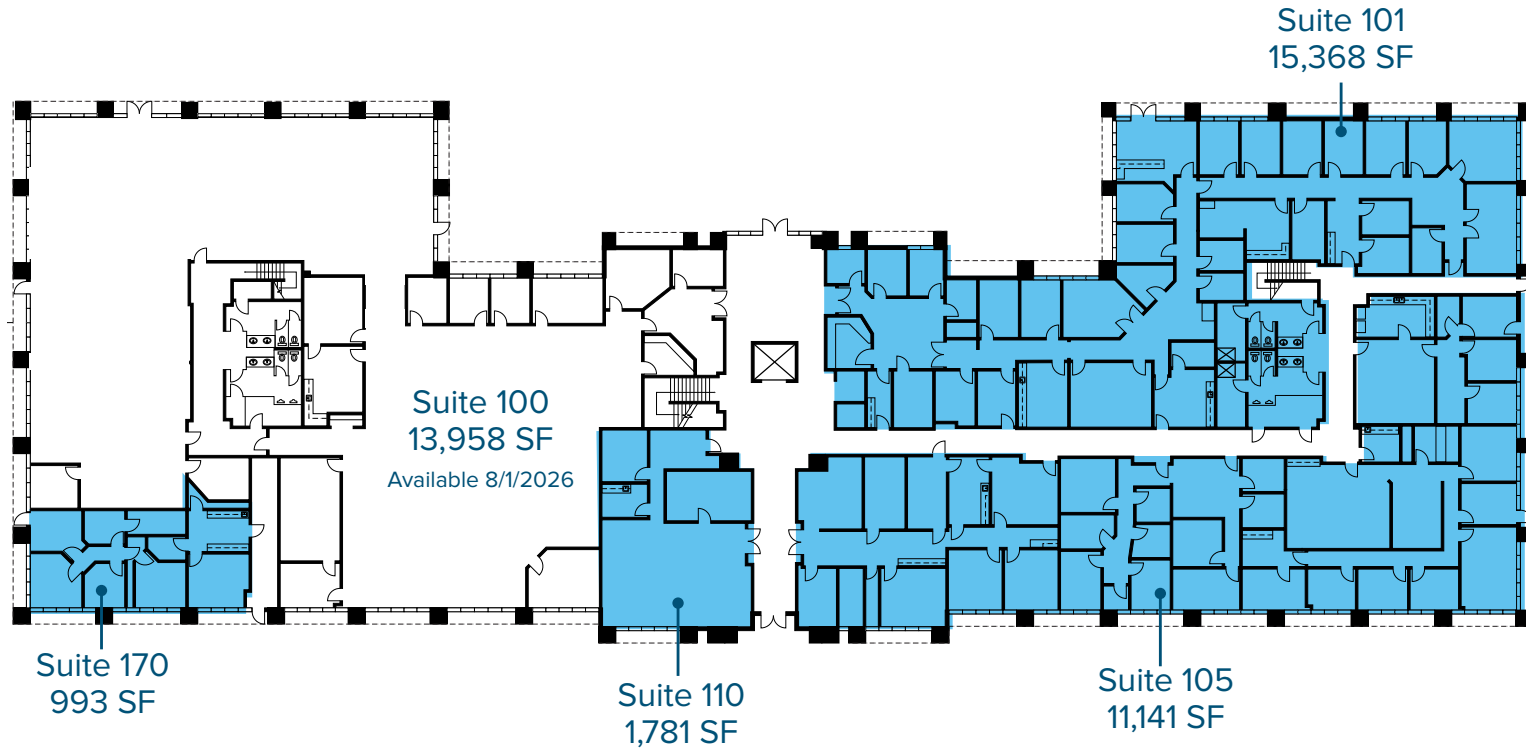 Suite 101
15,368 SF
Suite 100
13,958 SF
Available 8/1/2026
Suite 170
993 SF
Suite 110
1,781 SF
Suite 105
11,141 SF